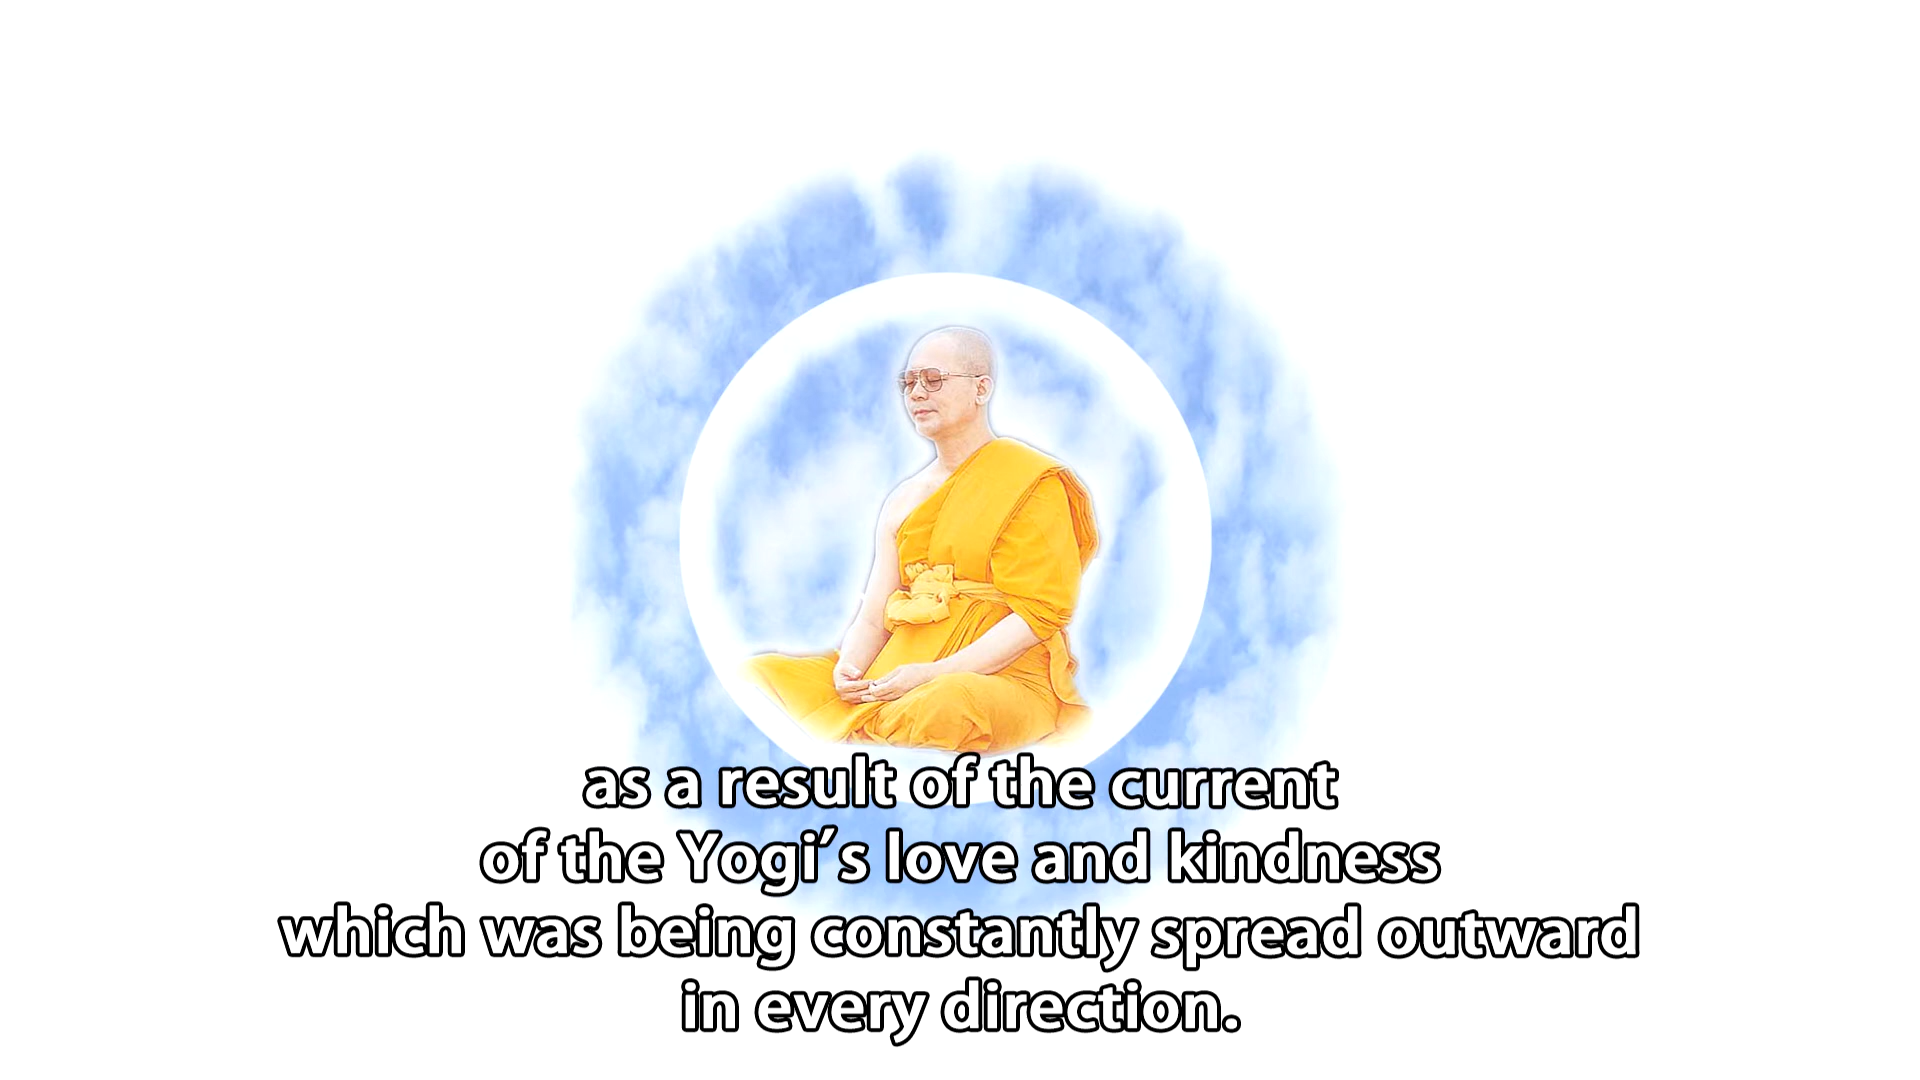 as a result of the current
of the Yogi´s love and kindness
which was being constantly spread outward
in every direction.